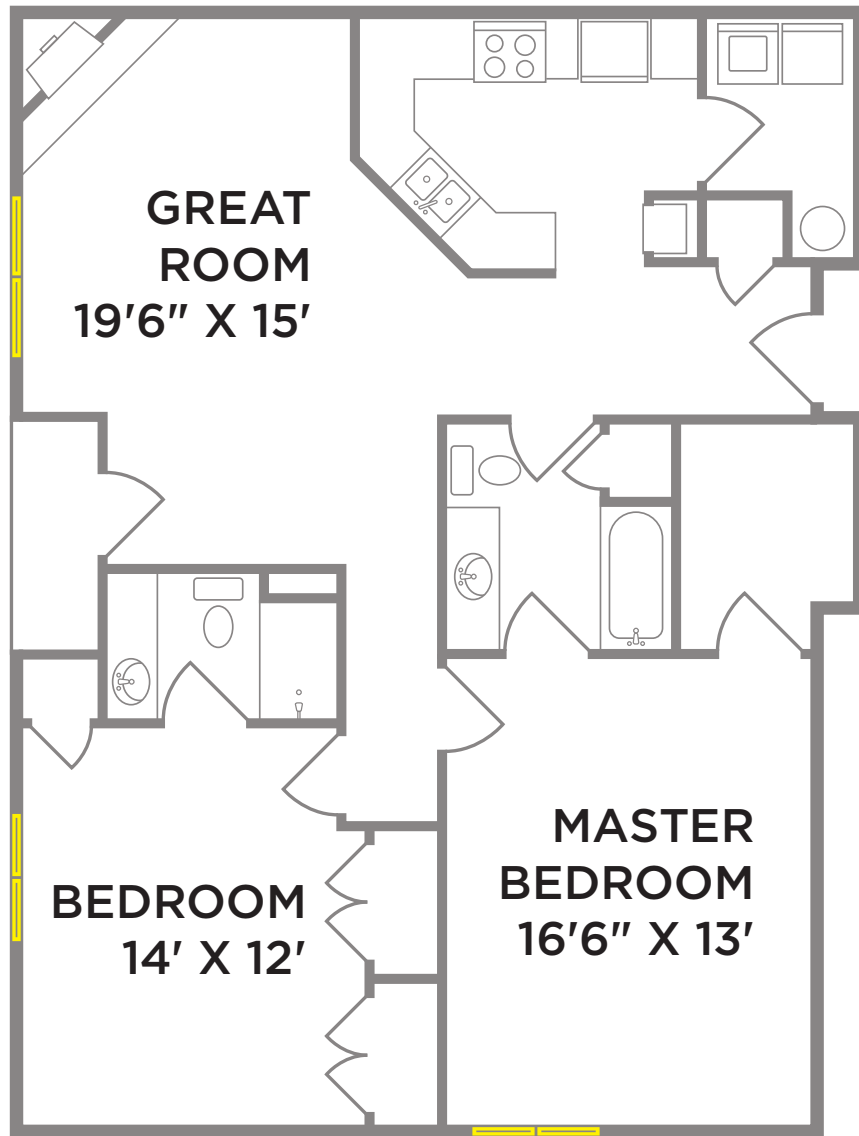 GREAT
ROOM
19'6" X 15'
MASTER
BEDROOM
16'6" X 13'
BEDROOM
14' X 12'